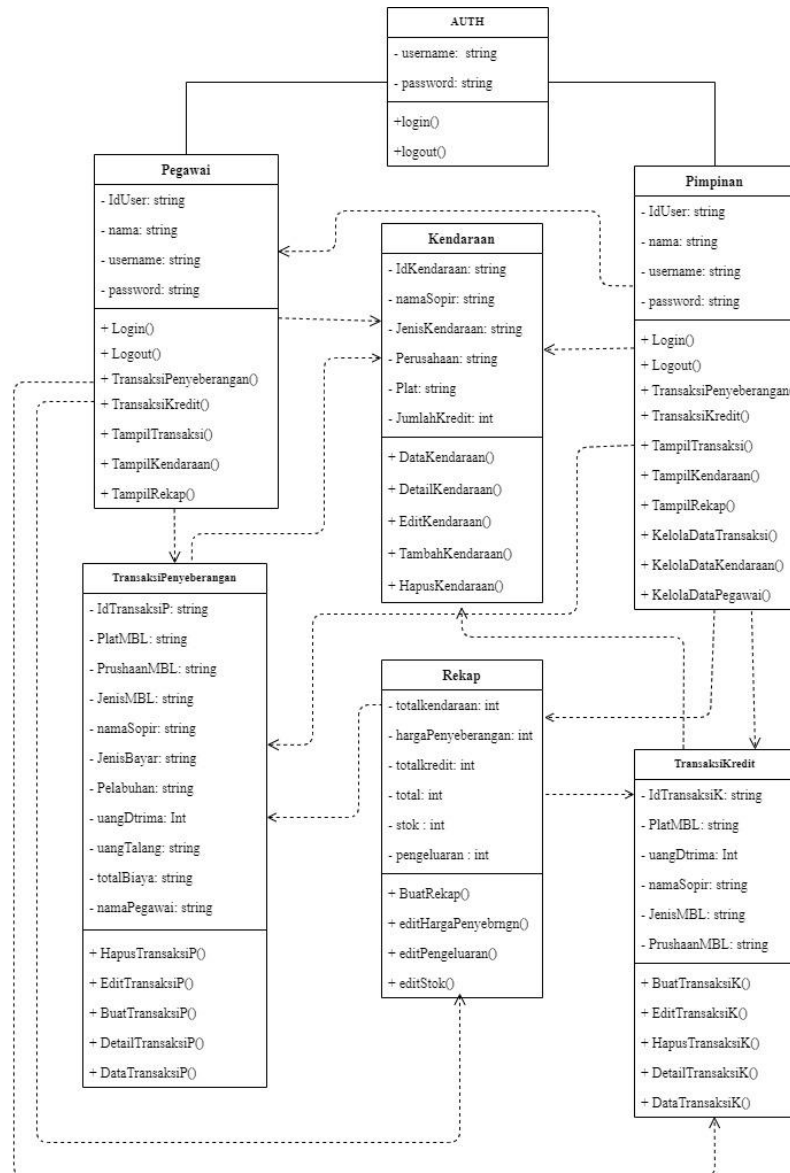 AUTH
- username: string
- password: string
+login()
+logout()
Pegawai
- IdUser: string
- nama: string
- username: string
- password: string
+ Login()
+ Logout()
+ TransaksiPenyeberangan()
+ TransaksiKredit()
+ TampilTransaksi()
+ TampilKendaraan()
+ TampilRekap()
Kendaraan
- IdKendaraan: string
- namaSopir: string
- JenisKendaraan: string
- Perusahaan: string
- Plat: string
- JumlahKredit: int
+ DataKendaraan()
+ DetailKendaraan()
+ EditKendaraan()
+ TambahKendaraan()
+ HapusKendaraan()
Pimpinan
- IdUser: string
- nama: string
- username: string
- password: string
+ Login()
+ Logout()
+ TransaksiPenyeberangan()
+ TransaksiKredit()
+ TampilTransaksi()
+ TampilKendaraan()
+ TampilRekap()
+ KelolaDataTransaksi()
+ KelolaDataKendaraan()
+ KelolaDataPegawai()
TransaksiPenyeberangan
- IdTransaksiP: string
- PlatMBL: string
- PrushaanMBL: string
- JenisMBL: string
- namaSopir: string
- JenisBayar: string
- Pelabuhan: string
- uangDtrima: Int
- uangTalang: string
- totalBiaya: string
- namaPegawai: string
+ HapusTransaksiP()
+ EditTransaksiP()
+ BuatTransaksiP()
+ DetailTransaksiP()
+ DataTransaksiP()
Rekap
- totalkendaraan: int
- hargaPenyeberangan: int
- totalkredit: int
- total: int
- stok : int
- pengeluaran : int
+ BuatRekap()
+ editHargaPenyebrngn()
+ editPengeluaran()
+ editStok()
TransaksiKredit
- IdTransaksiK: string
- PlatMBL: string
- uangDtrima: Int
- namaSopir: string
- JenisMBL: string
- PrushaanMBL: string
+ BuatTransaksiK()
+ EditTransaksiK()
+ HapusTransaksiK()
+ DetailTransaksiK()
+ DataTransaksiK()